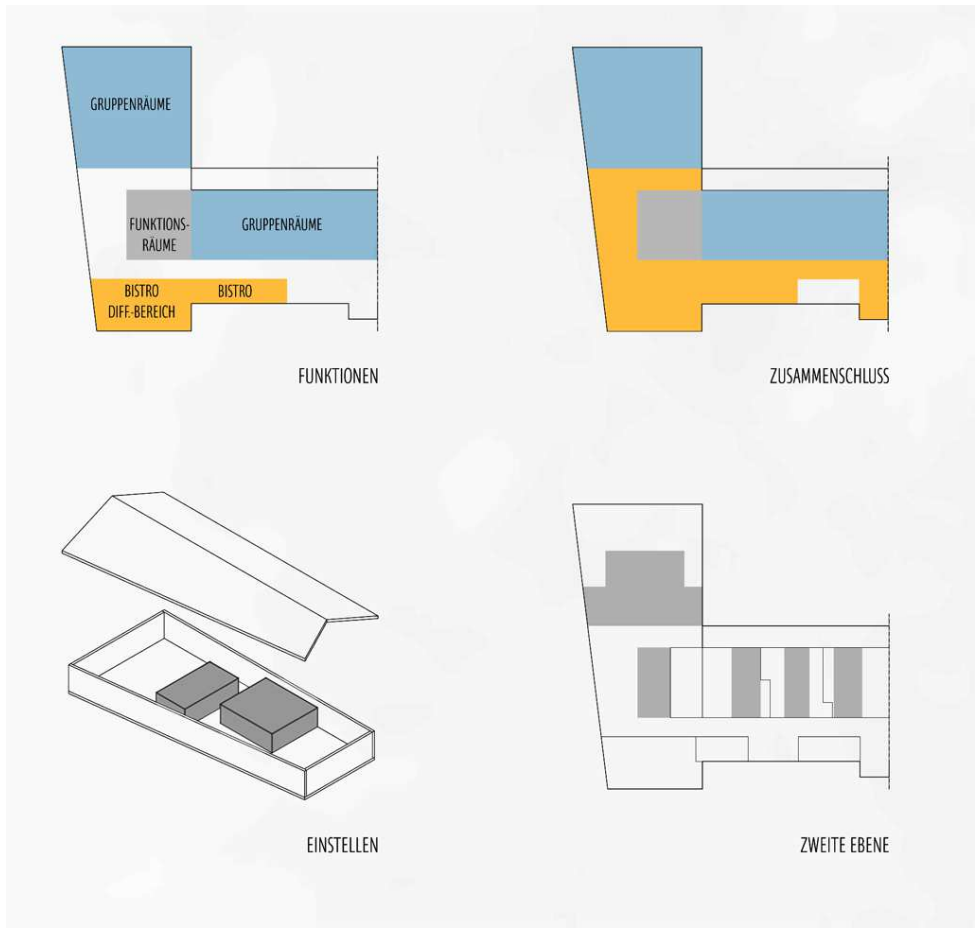 GRUPPENRÄUME
FUNKTIONS-
RÄUME
GRUPPENRÄUME
BISTRO
DIFF.-BEREICH
BISTRO
FUNKTIONEN
ZUSAMMENSCHLUSS
EINSTELLEN
ZWEITE EBENE